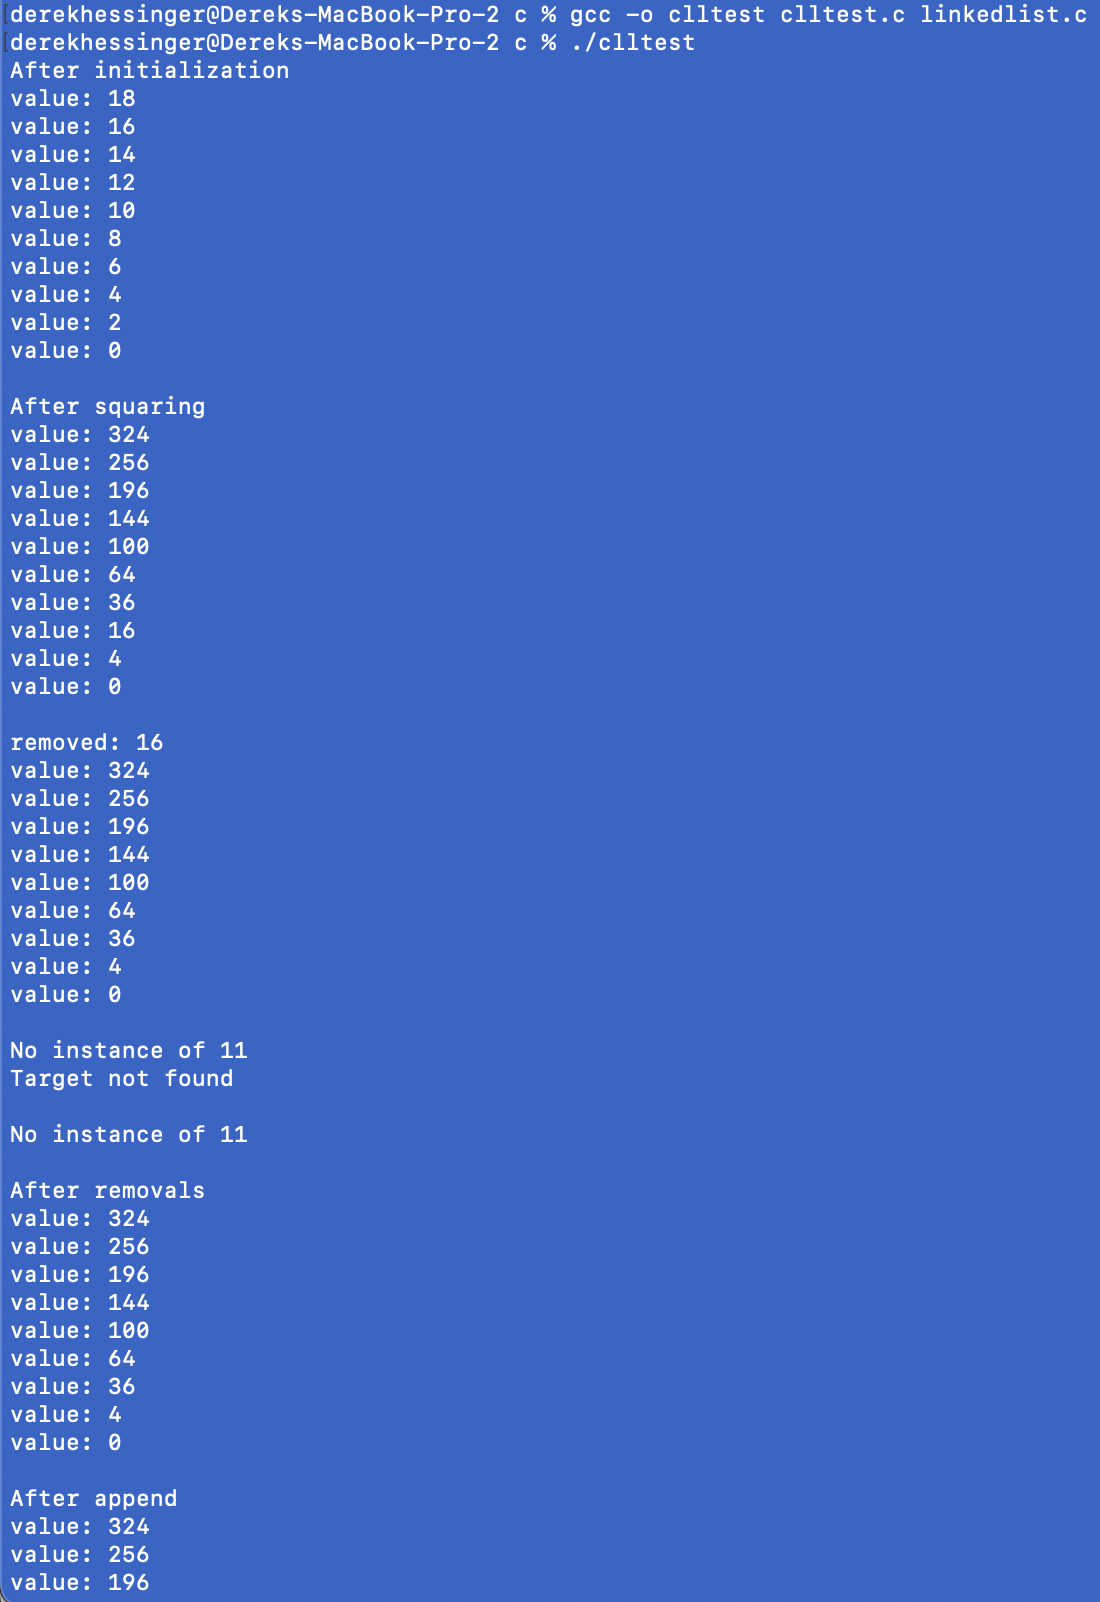 [derekhessinger@Dereks-MacBook-Pro-2 c % gcc -o clltest clltest.c linkedlist.c
[derekhessinger@Dereks-MacBook-Pro-2 c % ./clltest
After initialization
value: 18
value: 16
value: 14
value: 12
value: 10
value: 8
value: 6
value: 4
value: 2
value: 0

After squaring
value: 324
value: 256
value: 196
value: 144
value: 100
value: 64
value: 36
value: 16
value: 4
value: 0

removed: 16
value: 324
value: 256
value: 196
value: 144
value: 100
value: 64
value: 36
value: 4
value: 0

No instance of 11
Target not found

No instance of 11

After removals
value: 324
value: 256
value: 196
value: 144
value: 100
value: 64
value: 36
value: 4
value: 0

After append
value: 324
value: 256
value: 196